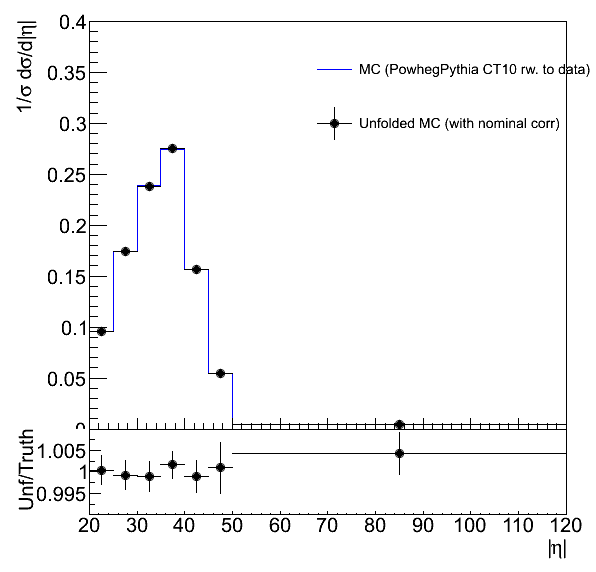 1/σ dσ/d|η|
0.4
MC (PowhegPythia CT10 rw. to data)
0.35
Unfolded MC (with nominal corr)
0.3
0.25
0.2
0.15
0.1
0.05
0
Unf/Truth
1.005
1
0.995
20 30 40 50 60 70 80 90 100 110 120
|η|